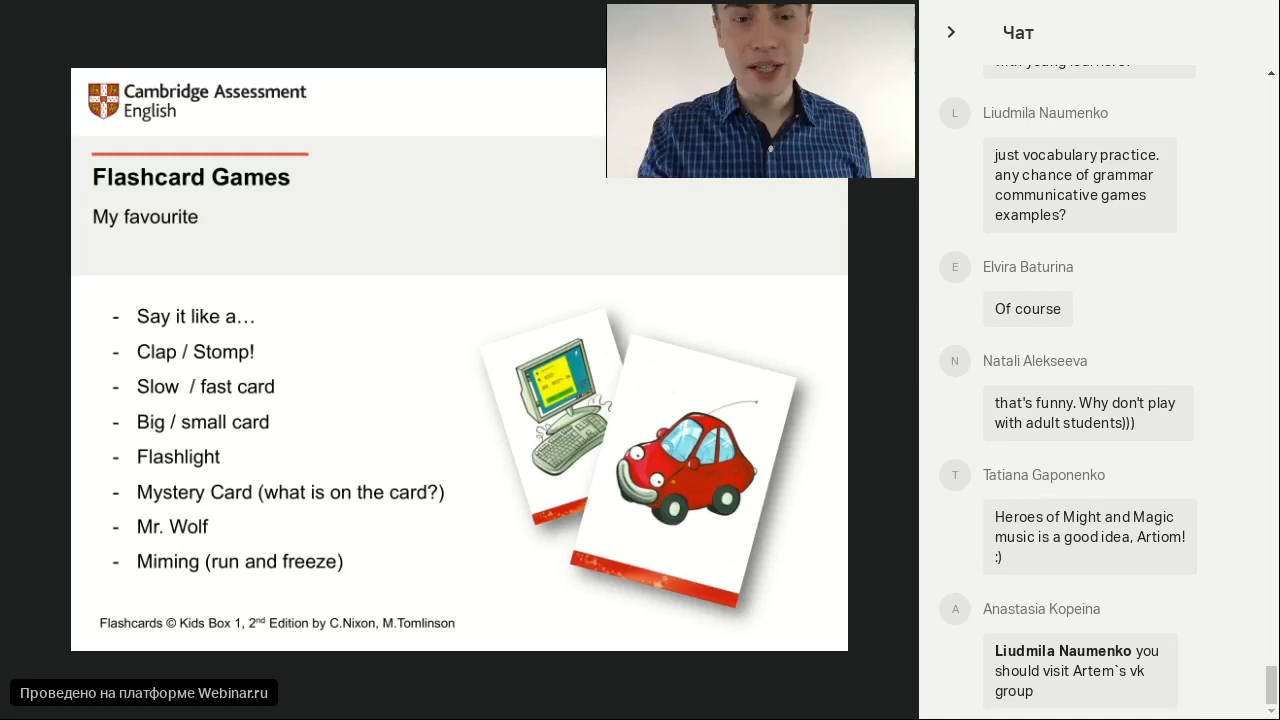 Cambridge Assessment
English
Flashcard Games
My favourite
- Say it like a…
- Clap / Stomp!
- Slow / fast card
- Big / small card
- Flashlight
- Mystery Card (what is on the card?)
- Mr. Wolf
- Miming (run and freeze)
Flashcards © Kids Box 1, 2nd Edition by C.Nixon, M.Tomlinson
Проведено на платформе Webinar.ru
Чат
L
Liudmila Naumenko
just vocabulary practice.
any chance of grammar
communicative games
examples?
E
Elvira Baturina
Of course
N
Natali Alekseeva
that's funny. Why don't play
with adult students)))
T
Tatiana Gaponenko
Heroes of Might and Magic
music is a good idea, Artiom!
:)
A
Anastasia Kopeina
Liudmila Naumenko you
should visit Artem`s vk
group